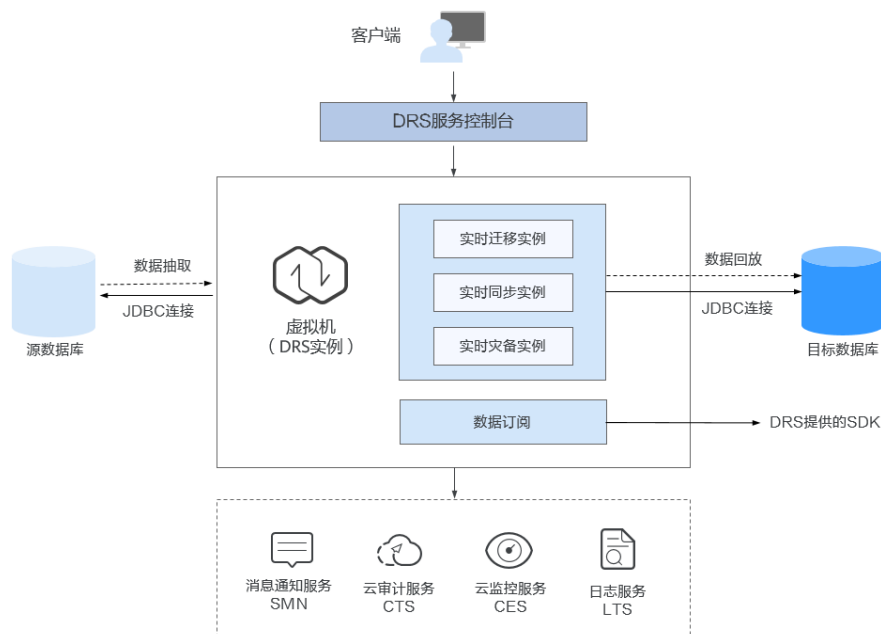 客户端
DRS服务控制台
实时迁移实例
数据抽取
数据回放
实时同步实例
JDBC连接
JDBC连接
虚拟机
（DRS实例）
源数据库
实时灾备实例
目标数据库
数据订阅
DRS提供的SDK
消息通知服务
SMN
云审计服务
CTS
云监控服务
CES
日志服务
LTS